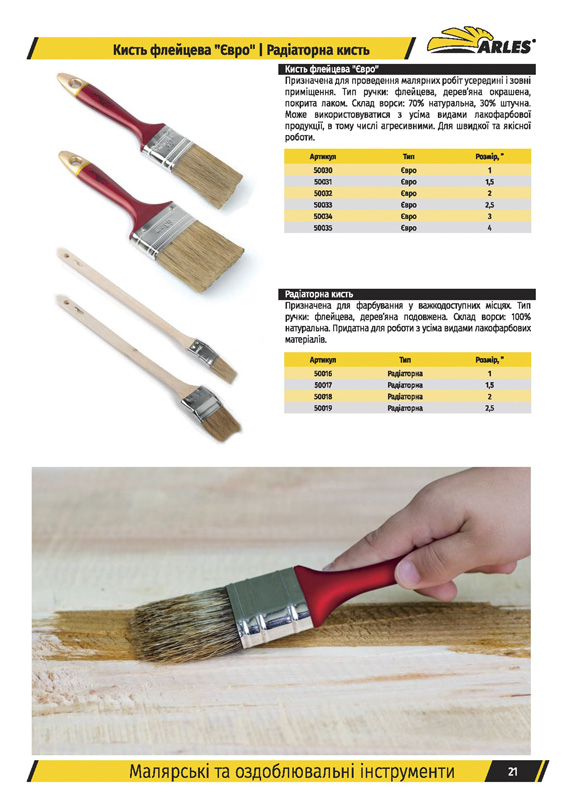 Кисть флейцева "Євро" | Радіаторна кисть
ARLES
Кисть флейцева "Євро"
Призначена для проведення малярних робіт усередині і зовні
приміщення. Тип ручки: флейцева, дерев'яна окрашена,
покрита лаком. Склад ворси: 70% натуральна, 30% штучна.
Може використовуватися з усіма видами лакофарбової
продукції, в тому числі агресивними. Для швидкої та якісної
роботи.
Артикул Тип Розмір, "
50030 Євро 1
50031 Євро 1,5
50032 Євро 2
50033 Євро 2,5
50034 Євро 3
50035 Євро 4
Радіаторна кисть
Призначена для фарбування у важкодоступних місцях. Тип
ручки: флейцева, дерев'яна подовжена. Склад ворси: 100%
натуральна. Придатна для роботи з усіма видами лакофарбових
матеріалів.
Артикул Тип Розмір, "
50016 Радіаторна 1
50017 Радіаторна 1,5
50018 Радіаторна 2
50019 Радіаторна 2,5
Малярські та оздоблювальні інструменти
21